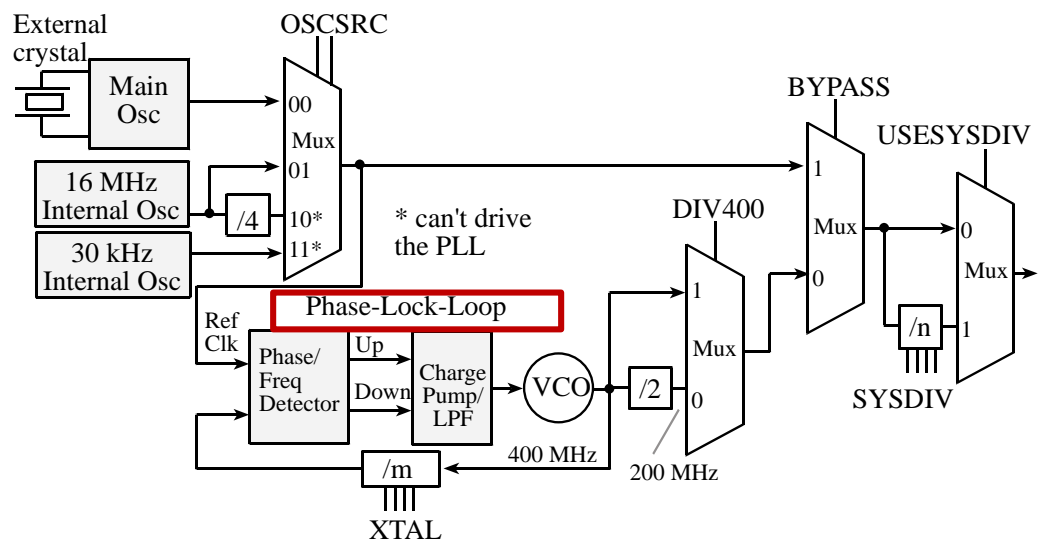 External
crystal
OSCSRC
Main
Osc
00
Mux
01
10*
11*
16 MHz
Internal Osc
/4
30 kHz
Internal Osc
* can't drive
the PLL
BYPASS
1
Mux
0
USESYSDIV
0
Mux
1
/n
SYSDIV
DIV400
1
Mux
0
Phase-Lock-Loop
Ref
Clk
Phase/
Freq
Detector
Up
Down
Charge
Pump/
LPF
VCO
/2
400 MHz
200 MHz
/m
XTAL